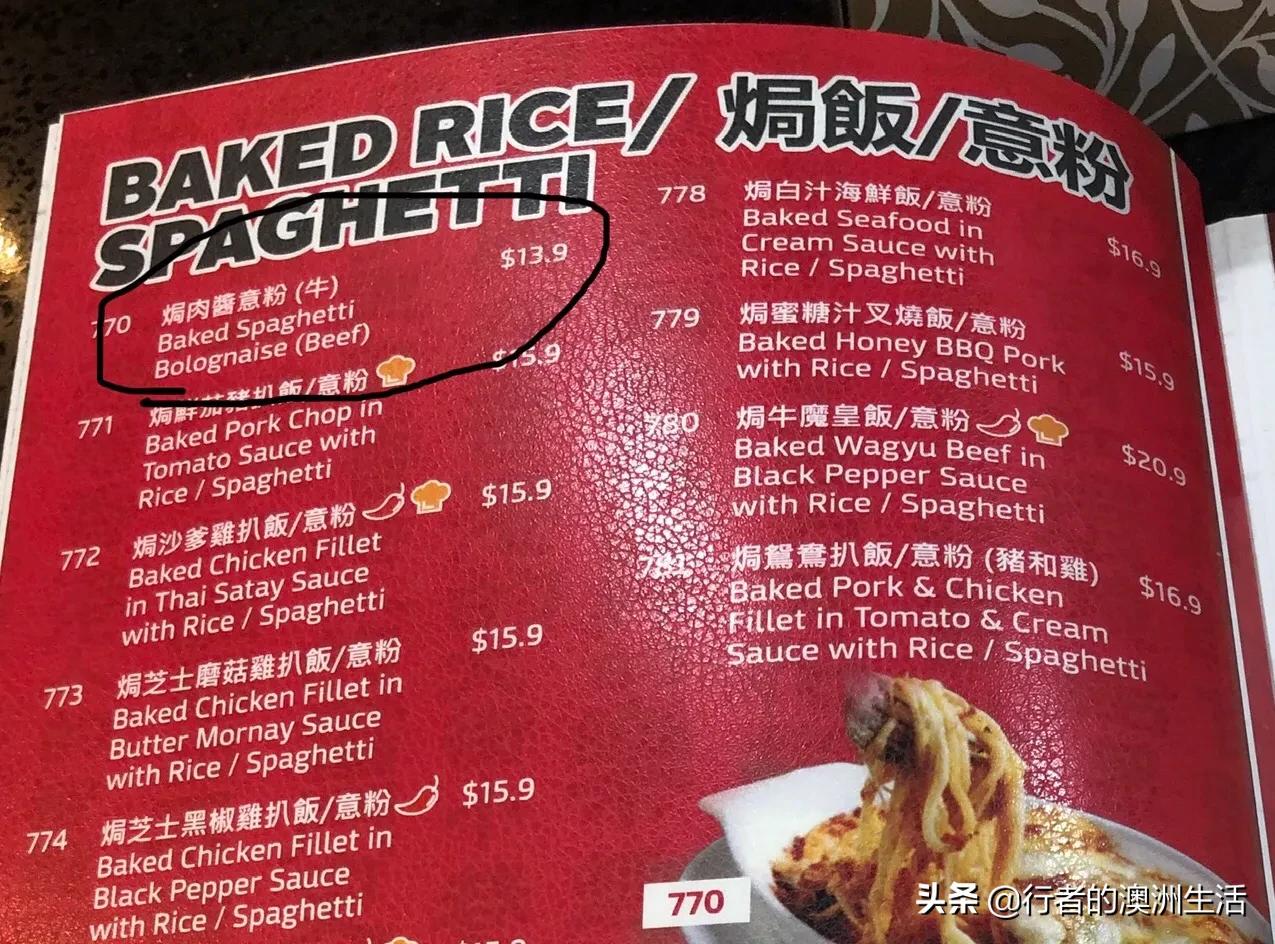 BAKED RICE/
SPAGHETTI
焗飯/意粉
770 焗肉醬意粉 (牛) $13.9
Baked Spaghetti
Bolognaise (Beef)
771 焗鮮茄豬扒飯/意粉 $15.9
Baked Pork Chop in
Tomato Sauce with
Rice / Spaghetti
772 焗沙爹雞扒飯/意粉 $15.9
Baked Chicken Fillet
in Thai Satay Sauce
with Rice / Spaghetti
773 焗芝士磨菇雞扒飯/意粉 $15.9
Baked Chicken Fillet in
Butter Mornay Sauce
with Rice / Spaghetti
774 焗芝士黑椒雞扒飯/意粉 $15.9
Baked Chicken Fillet in
Black Pepper Sauce
with Rice / Spaghetti
778 焗白汁海鮮飯/意粉 $16.9
Baked Seafood in
Cream Sauce with
Rice / Spaghetti
779 焗蜜糖汁叉燒飯/意粉 $15.9
Baked Honey BBQ Pork
with Rice / Spaghetti
780 焗牛魔皇飯/意粉 $20.9
Baked Wagyu Beef in
Black Pepper Sauce
with Rice / Spaghetti
781 焗鴛鴦扒飯/意粉 (豬和雞) $16.9
Baked Pork & Chicken
Fillet in Tomato & Cream
Sauce with Rice / Spaghetti
770
头条 @行者的澳洲生活